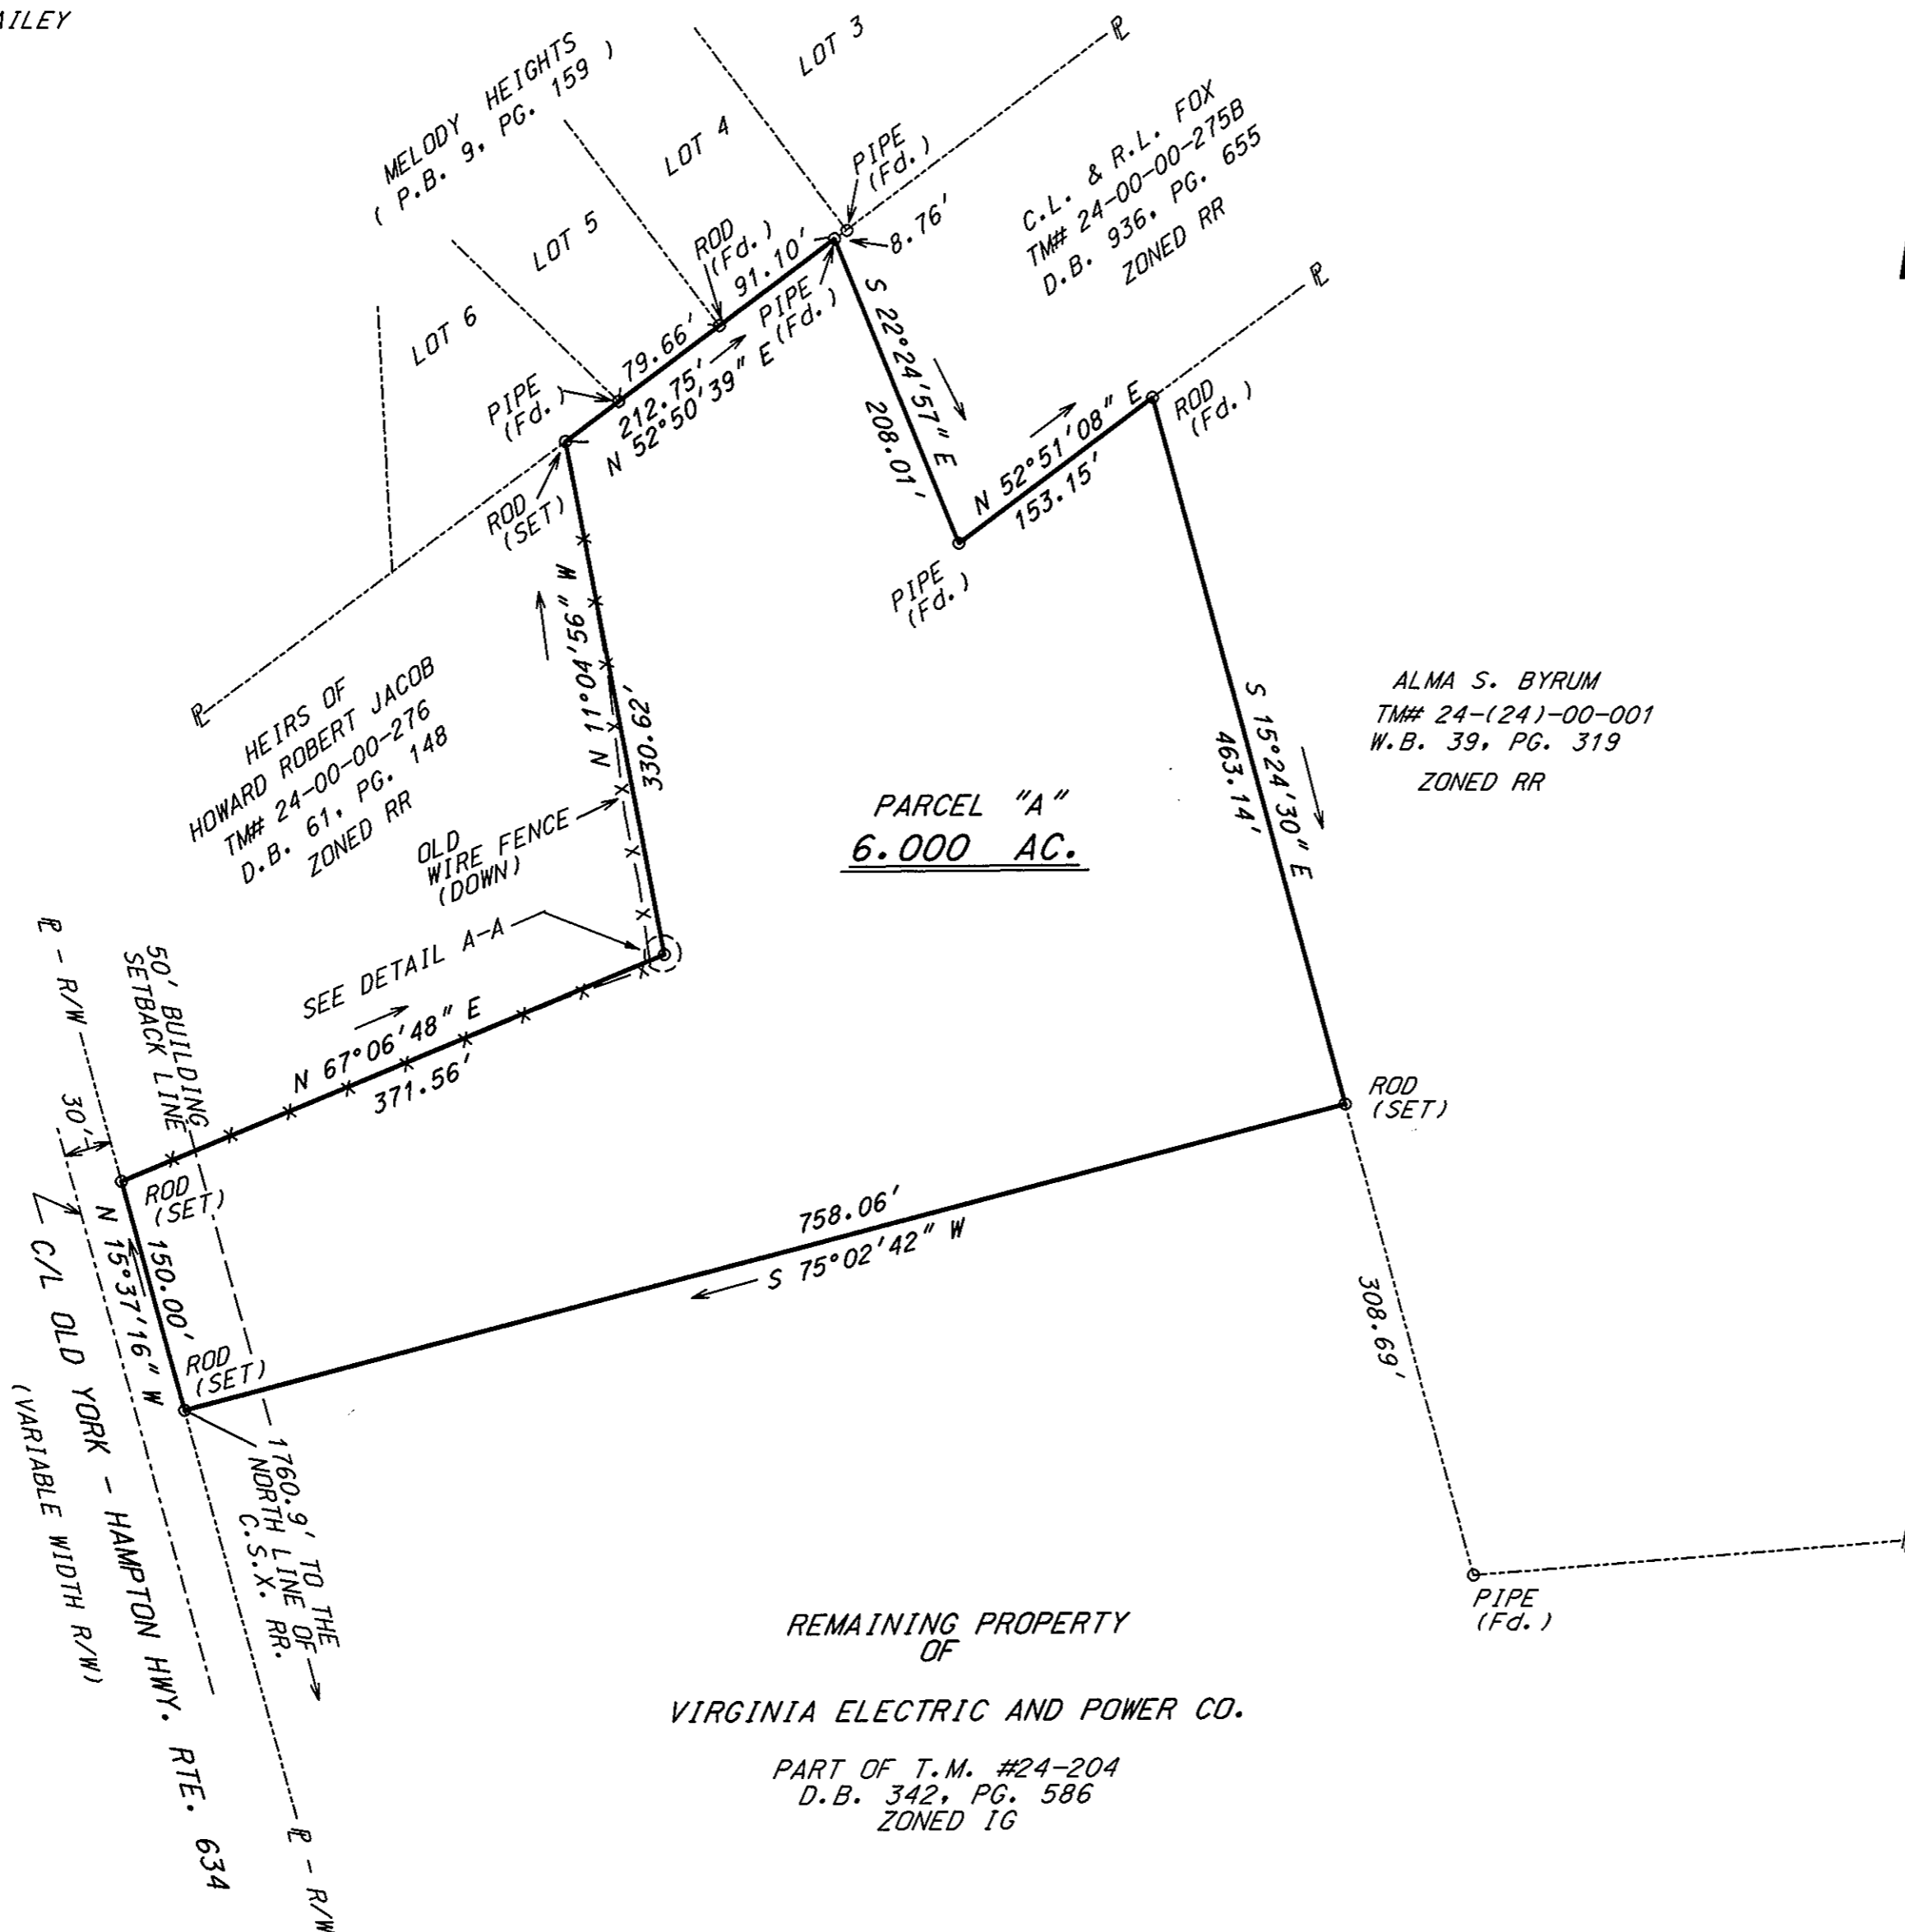 AILEY
MELODY HEIGHTS
( P.B. 9, PG. 159 )
LOT 3
LOT 4
LOT 5
LOT 6
PIPE
(Fd.)
8.76'
℄
C.L. & R.L. FOX
TM# 24-00-00-275B
D.B. 936, PG. 655
ZONED RR
ROD
(Fd.)
91.10'
PIPE
(Fd.)
79.66'
PIPE
(Fd.)
212.75'
N 52°50'39" E
S 22°24'57" E
208.01'
℄
ROD
(Fd.)
N 52°51'08" E
153.15'
PIPE
(Fd.)
ROD
(SET)
N 11°04'56" W
330.62'
℄
HEIRS OF
HOWARD ROBERT JACOB
TM# 24-00-00-276
D.B. 61, PG. 148
ZONED RR
OLD
WIRE FENCE
(DOWN)
SEE DETAIL A-A
PARCEL "A"
6.000 AC.
S 15°24'30" E
463.14'
ALMA S. BYRUM
TM# 24-(24)-00-001
W.B. 39, PG. 319
ZONED RR
℄ - R/W
50' BUILDING
SETBACK LINE
30'
N 67°06'48" E
371.56'
ROD
(SET)
ROD
(SET)
150.00'
N 15°37'16" W
ROD
(SET)
758.06'
S 75°02'42" W
C/L OLD YORK - HAMPTON HWY. RTE. 634
(VARIABLE WIDTH R/W)
1760.9' TO THE
NORTH LINE OF
C.S.X. RR.
308.69'
PIPE
(Fd.)
℄ - R/W
REMAINING PROPERTY
OF
VIRGINIA ELECTRIC AND POWER CO.
PART OF T.M. #24-204
D.B. 342, PG. 586
ZONED IG